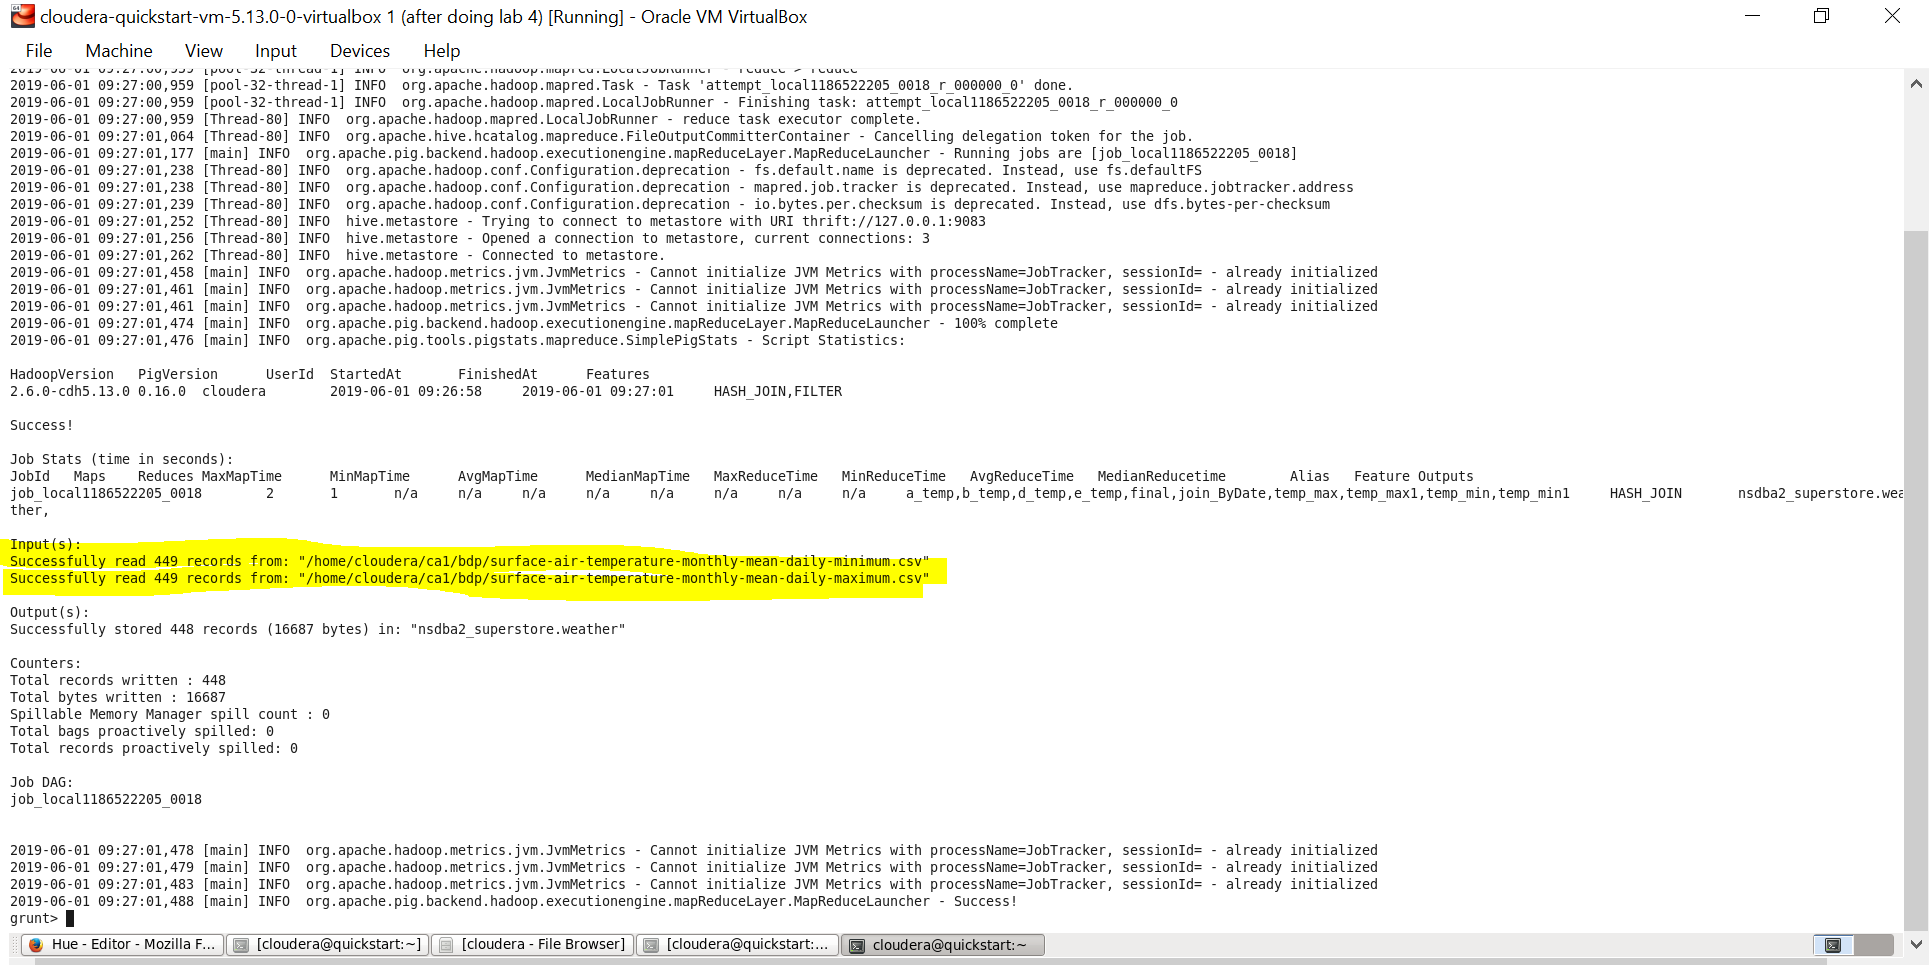 cloudera-quickstart-vm-5.13.0-0-virtualbox 1 (after doing lab 4) [Running] - Oracle VM VirtualBox
File Machine View Input Devices Help
2019-06-01 09:27:00,959 [pool-32-thread-1] INFO  org.apache.hadoop.mapred.LocalJobRunner - reduce > reduce
2019-06-01 09:27:00,959 [pool-32-thread-1] INFO  org.apache.hadoop.mapred.Task - Task 'attempt_local1186522205_0018_r_000000_0' done.
2019-06-01 09:27:00,959 [pool-32-thread-1] INFO  org.apache.hadoop.mapred.LocalJobRunner - Finishing task: attempt_local1186522205_0018_r_000000_0
2019-06-01 09:27:00,959 [Thread-80] INFO  org.apache.hadoop.mapred.LocalJobRunner - reduce task executor complete.
2019-06-01 09:27:01,064 [Thread-80] INFO  org.apache.hive.hcatalog.mapreduce.FileOutputCommitterContainer - Cancelling delegation token for the job.
2019-06-01 09:27:01,177 [main] INFO  org.apache.pig.backend.hadoop.executionengine.mapReduceLayer.MapReduceLauncher - Running jobs are [job_local1186522205_0018]
2019-06-01 09:27:01,238 [Thread-80] INFO  org.apache.hadoop.conf.Configuration.deprecation - fs.default.name is deprecated. Instead, use fs.defaultFS
2019-06-01 09:27:01,238 [Thread-80] INFO  org.apache.hadoop.conf.Configuration.deprecation - mapred.job.tracker is deprecated. Instead, use mapreduce.jobtracker.address
2019-06-01 09:27:01,239 [Thread-80] INFO  org.apache.hadoop.conf.Configuration.deprecation - io.bytes.per.checksum is deprecated. Instead, use dfs.bytes-per-checksum
2019-06-01 09:27:01,252 [Thread-80] INFO  hive.metastore - Trying to connect to metastore with URI thrift://127.0.0.1:9083
2019-06-01 09:27:01,256 [Thread-80] INFO  hive.metastore - Opened a connection to metastore, current connections: 3
2019-06-01 09:27:01,262 [Thread-80] INFO  hive.metastore - Connected to metastore.
2019-06-01 09:27:01,458 [main] INFO  org.apache.hadoop.metrics.jvm.JvmMetrics - Cannot initialize JVM Metrics with processName=JobTracker, sessionId= - already initialized
2019-06-01 09:27:01,461 [main] INFO  org.apache.hadoop.metrics.jvm.JvmMetrics - Cannot initialize JVM Metrics with processName=JobTracker, sessionId= - already initialized
2019-06-01 09:27:01,461 [main] INFO  org.apache.hadoop.metrics.jvm.JvmMetrics - Cannot initialize JVM Metrics with processName=JobTracker, sessionId= - already initialized
2019-06-01 09:27:01,474 [main] INFO  org.apache.pig.backend.hadoop.executionengine.mapReduceLayer.MapReduceLauncher - 100% complete
2019-06-01 09:27:01,476 [main] INFO  org.apache.pig.tools.pigstats.mapreduce.SimplePigStats - Script Statistics:
HadoopVersion PigVersion UserId StartedAt FinishedAt Features
2.6.0-cdh5.13.0 0.16.0 cloudera 2019-06-01 09:26:58 2019-06-01 09:27:01 HASH_JOIN,FILTER
Success!
Job Stats (time in seconds):
JobId Maps Reduces MaxMapTime MinMapTime AvgMapTime MedianMapTime MaxReduceTime MinReduceTime AvgReduceTime MedianReducetime Alias Feature Outputs
job_local1186522205_0018 2 1 n/a n/a n/a n/a n/a n/a n/a n/a a_temp,b_temp,d_temp,e_temp,final,join_ByDate,temp_max,temp_max1,temp_min,temp_min1 HASH_JOIN nsdba2_superstore.wea
ther,
Input(s):
Successfully read 449 records from: "/home/cloudera/ca1/bdp/surface-air-temperature-monthly-mean-daily-minimum.csv"
Successfully read 449 records from: "/home/cloudera/ca1/bdp/surface-air-temperature-monthly-mean-daily-maximum.csv"
Output(s):
Successfully stored 448 records (16687 bytes) in: "nsdba2_superstore.weather"
Counters:
Total records written : 448
Total bytes written : 16687
Spillable Memory Manager spill count : 0
Total bags proactively spilled: 0
Total records proactively spilled: 0
Job DAG:
job_local1186522205_0018
2019-06-01 09:27:01,478 [main] INFO  org.apache.hadoop.metrics.jvm.JvmMetrics - Cannot initialize JVM Metrics with processName=JobTracker, sessionId= - already initialized
2019-06-01 09:27:01,479 [main] INFO  org.apache.hadoop.metrics.jvm.JvmMetrics - Cannot initialize JVM Metrics with processName=JobTracker, sessionId= - already initialized
2019-06-01 09:27:01,483 [main] INFO  org.apache.hadoop.metrics.jvm.JvmMetrics - Cannot initialize JVM Metrics with processName=JobTracker, sessionId= - already initialized
2019-06-01 09:27:01,488 [main] INFO  org.apache.pig.backend.hadoop.executionengine.mapReduceLayer.MapReduceLauncher - Success!
grunt>
Hue - Editor - Mozilla F... [cloudera@quickstart:~] [cloudera - File Browser] [cloudera@quickstart:... cloudera@quickstart:~